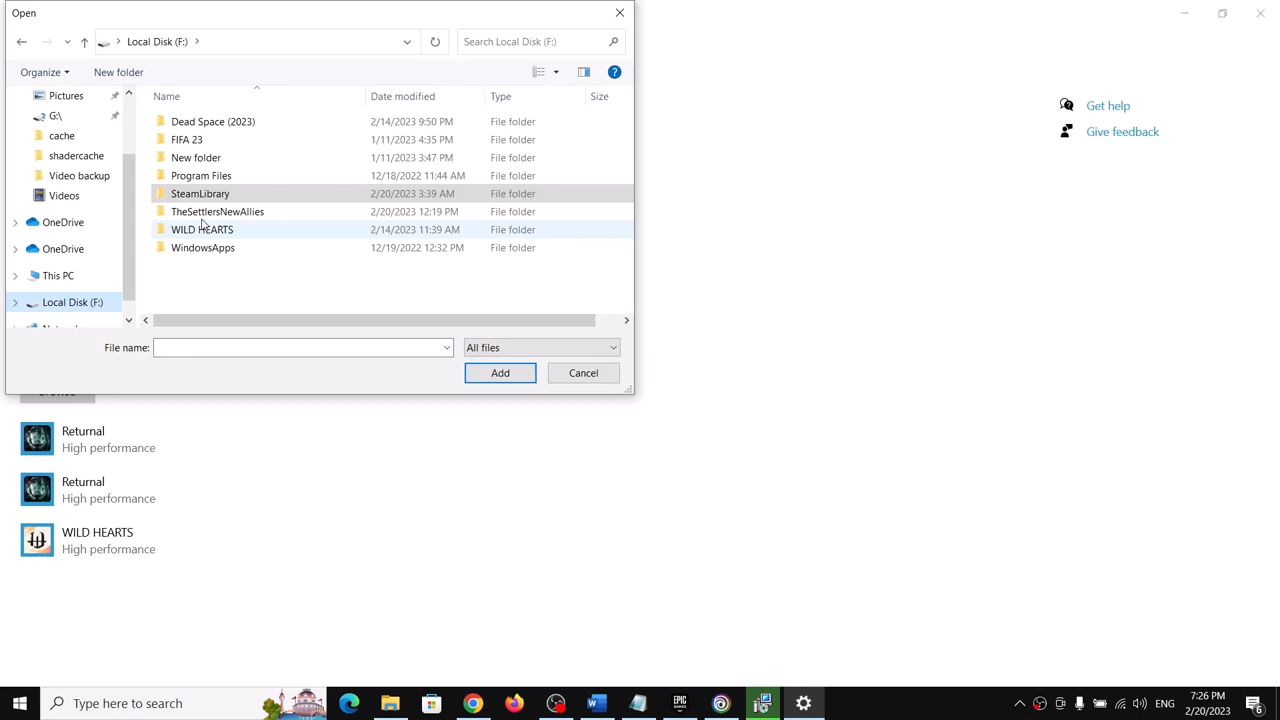 Open
Local Disk (F:)
Search Local Disk (F:)
Organize
New folder
Pictures
G:\
cache
shadercache
Video backup
Videos
OneDrive
OneDrive
This PC
Local Disk (F:)
Name Date modified Type Size
Dead Space (2023) 2/14/2023 9:50 PM File folder
FIFA 23 1/11/2023 4:35 PM File folder
New folder 1/11/2023 3:47 PM File folder
Program Files 12/18/2022 11:44 AM File folder
SteamLibrary 2/20/2023 3:39 AM File folder
TheSettlersNewAllies 2/20/2023 12:19 PM File folder
WILD HEARTS 2/14/2023 11:39 AM File folder
WindowsApps 12/19/2022 12:32 PM File folder
File name:
All files
Add
Cancel
Get help
Give feedback
Returnal
High performance
Returnal
High performance
WILD HEARTS
High performance
Type here to search
EPIC GAMES
ENG
7:26 PM
2/20/2023
6